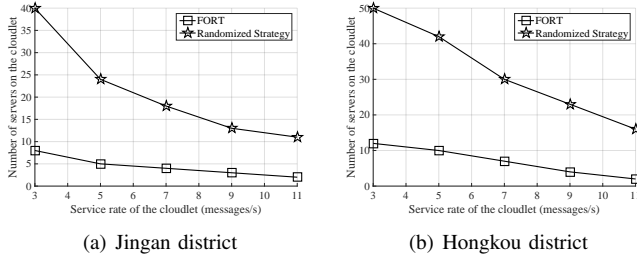 40
35
30
25
20
15
10
5
0
Number of servers on the cloudlet
FORT
Randomized Strategy
3 4 5 6 7 8 9 10 11
Service rate of the cloudlet (messages/s)
(a) Jingan district
50
40
30
20
10
0
Number of servers on the cloudlet
FORT
Randomized Strategy
3 4 5 6 7 8 9 10 11
Service rate of the cloudlet (messages/s)
(b) Hongkou district